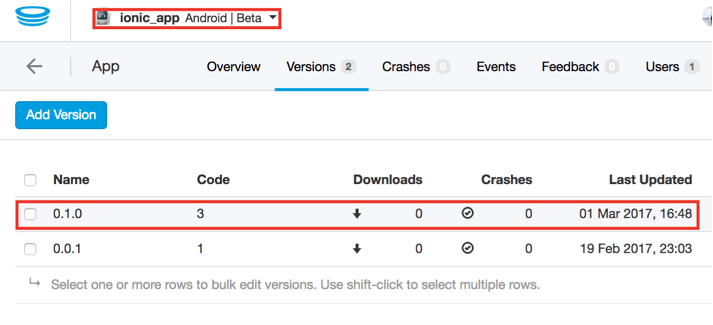 ionic_app Android | Beta
App Overview Versions 2 Crashes 0 Events Feedback 0 Users 1
Add Version
Name Code Downloads Crashes Last Updated
0.1.0 3 0 0 01 Mar 2017, 16:48
0.0.1 1 0 0 19 Feb 2017, 23:03
Select one or more rows to bulk edit versions. Use shift-click to select multiple rows.